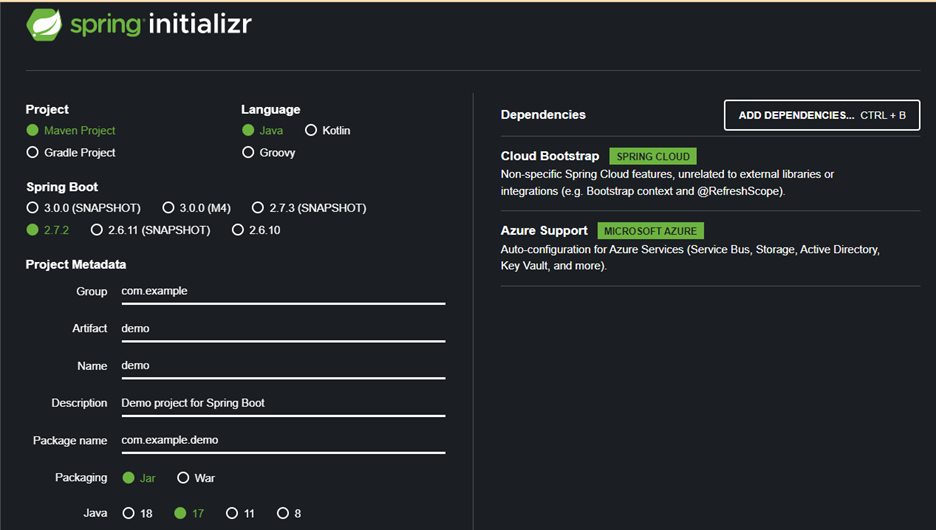 spring initializr
Project
Maven Project
Gradle Project
Language
Java Kotlin
Groovy
Spring Boot
3.0.0 (SNAPSHOT) 3.0.0 (M4) 2.7.3 (SNAPSHOT)
2.7.2 2.6.11 (SNAPSHOT) 2.6.10
Project Metadata
Group com.example
Artifact demo
Name demo
Description Demo project for Spring Boot
Package name com.example.demo
Packaging Jar War
Java 18 17 11 8
Dependencies ADD DEPENDENCIES... CTRL + B
Cloud Bootstrap SPRING CLOUD
Non-specific Spring Cloud features, unrelated to external libraries or
integrations (e.g. Bootstrap context and @RefreshScope).
Azure Support MICROSOFT AZURE
Auto-configuration for Azure Services (Service Bus, Storage, Active Directory,
Key Vault, and more).